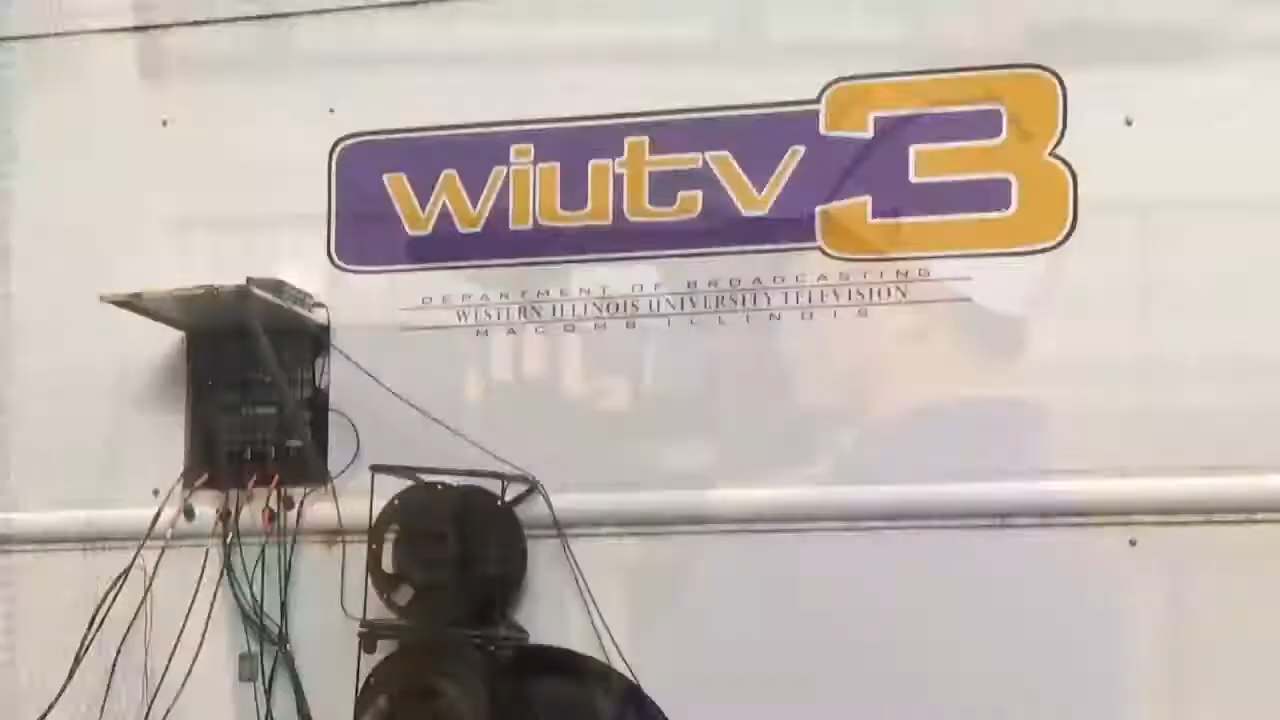 wiutv3
DEPARTMENT OF BROADCASTING
WESTERN ILLINOIS UNIVERSITY TELEVISION
MACOMB ILLINOIS